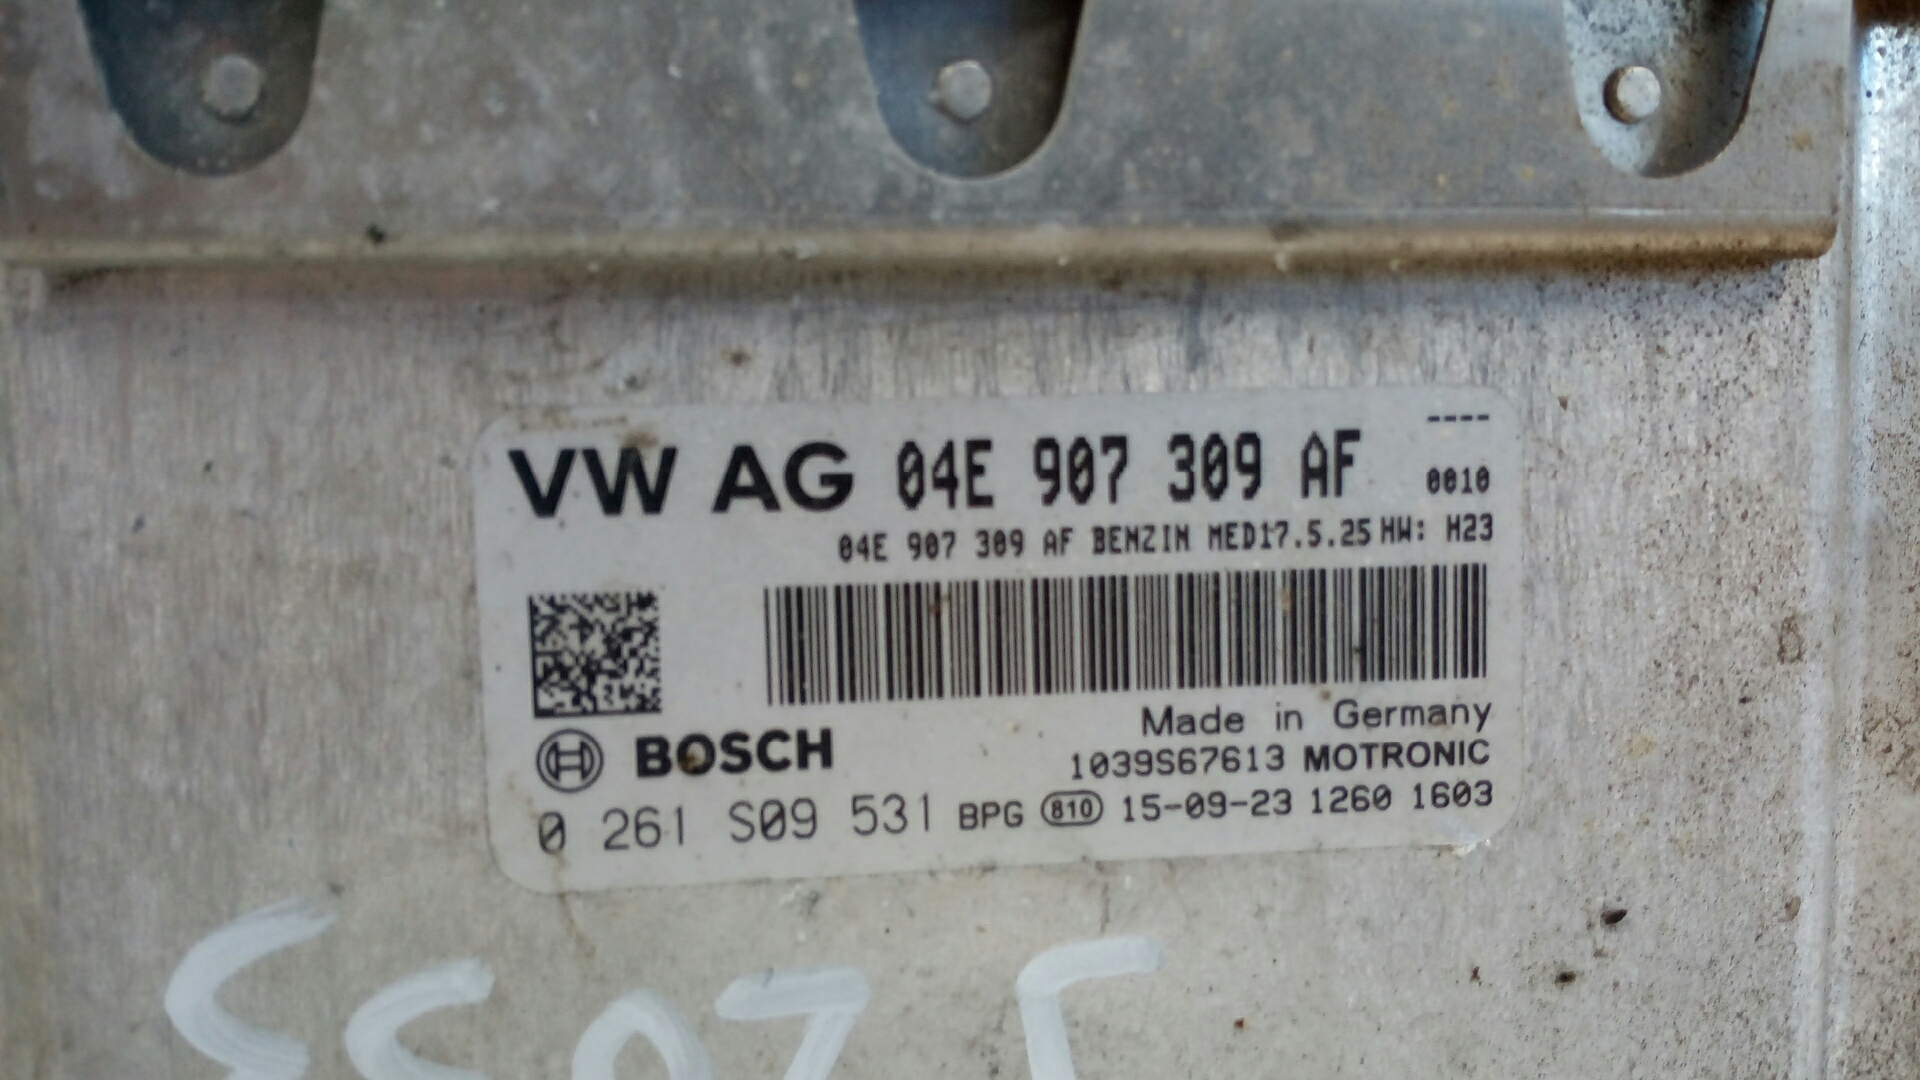 ----
VW AG 04E 907 309 AF 0010
04E 907 309 AF BENZIN MED17.5.25 HW: H23
Made in Germany
BOSCH 1039S67613 MOTRONIC
0 261 S09 531 BPG 810 15-09-23 1260 1603